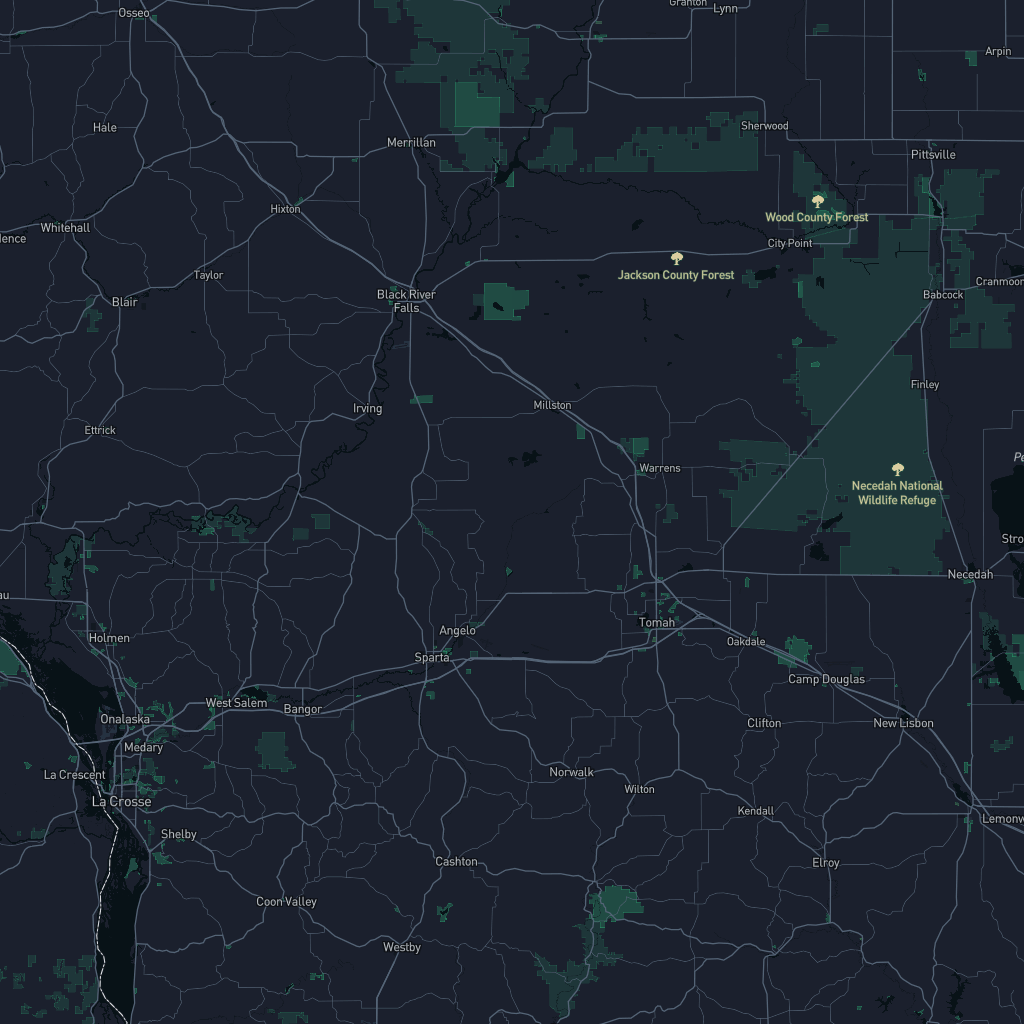 Granton
Lynn
Osseo
Arpin
Hale
Sherwood
Merrillan
Pittsville
Hixton
Wood County Forest
Whitehall
City Point
Taylor
Jackson County Forest
Cranmoor
Blair
Black River
Falls
Babcock
Finley
Irving
Millston
Ettrick
Warrens
Necedah National
Wildlife Refuge
Necedah
Angelo
Tomah
Holmen
Oakdale
Sparta
Camp Douglas
West Salem
Bangor
Onalaska
Clifton
New Lisbon
Medary
La Crescent
Norwalk
Wilton
La Crosse
Kendall
Shelby
Cashton
Elroy
Coon Valley
Westby